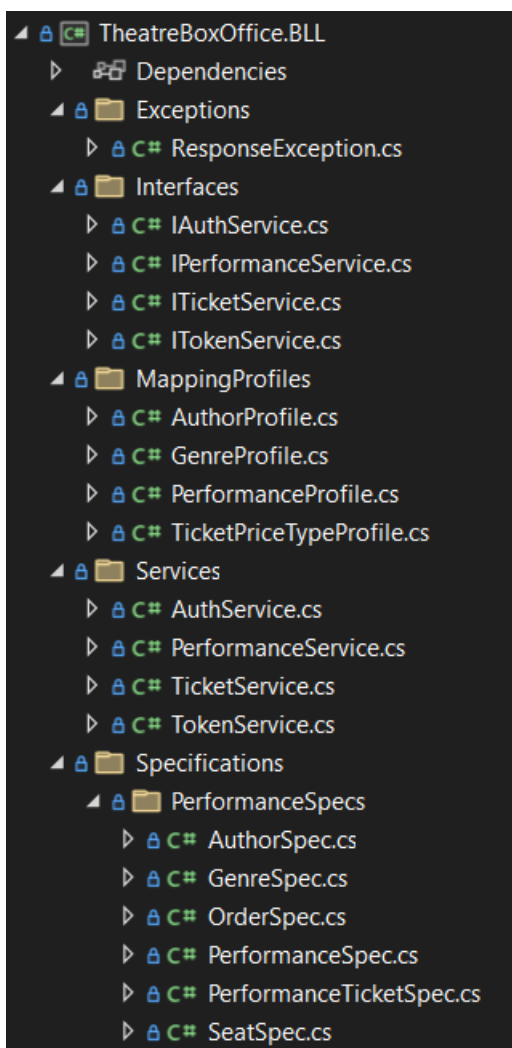 C# TheatreBoxOffice.BLL
Dependencies
Exceptions
C# ResponseException.cs
Interfaces
C# IAuthService.cs
C# IPerformanceService.cs
C# ITicketService.cs
C# ITokenService.cs
MappingProfiles
C# AuthorProfile.cs
C# GenreProfile.cs
C# PerformanceProfile.cs
C# TicketPriceTypeProfile.cs
Services
C# AuthService.cs
C# PerformanceService.cs
C# TicketService.cs
C# TokenService.cs
Specifications
PerformanceSpecs
C# AuthorSpec.cs
C# GenreSpec.cs
C# OrderSpec.cs
C# PerformanceSpec.cs
C# PerformanceTicketSpec.cs
C# SeatSpec.cs